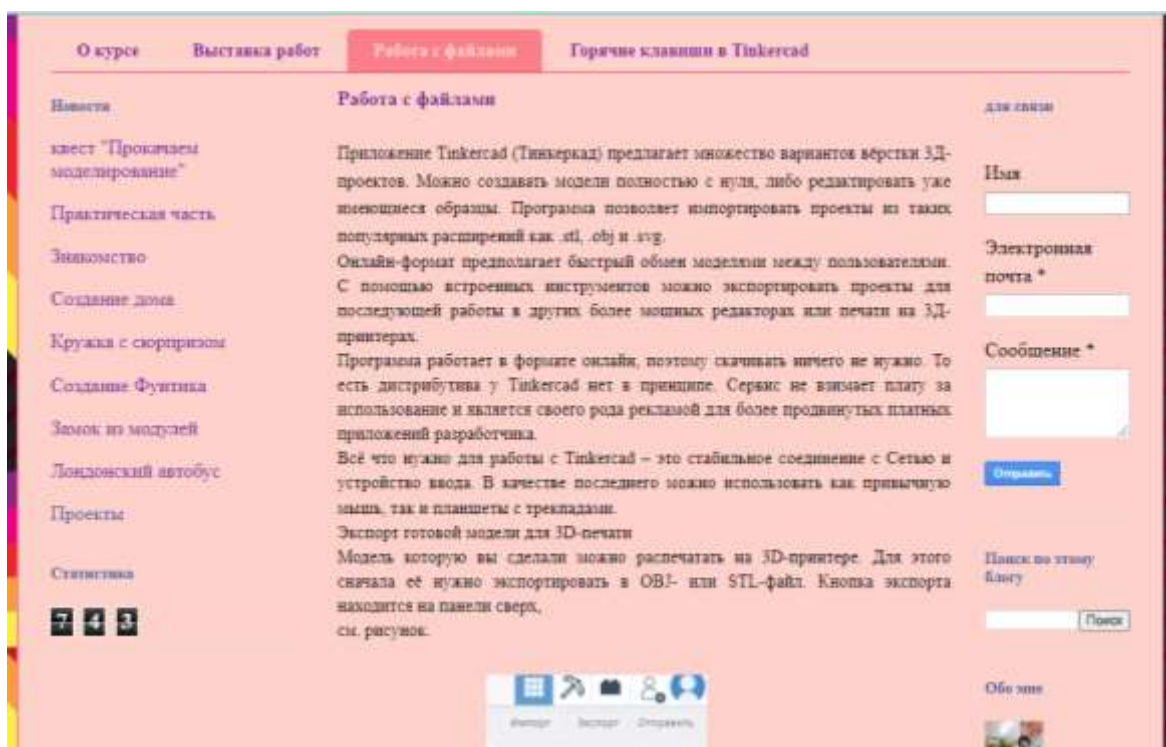 О курсе
Выставка работ
Работа с файлами
Горячие клавиши в Tinkercad
Новости
квест "Прокачаем
моделирование"
Практическая часть
Знакомство
Создание дома
Кружка с сюрпризом
Создание Фунтика
Замок из модулей
Лондонский автобус
Проекты
Статистика
7 4 3
Работа с файлами
Приложение Tinkercad (Тинкеркад) предлагает множество вариантов вёрстки 3Д-
проектов. Можно создавать модели полностью с нуля, либо редактировать уже
имеющиеся образцы. Программа позволяет импортировать проекты из таких
популярных расширений как .stl, .obj и .svg.
Онлайн-формат предполагает быстрый обмен моделями между пользователями.
С помощью встроенных инструментов можно экспортировать проекты для
последующей работы в других более мощных редакторах или печати на 3Д-
принтерах.
Программа работает в формате онлайн, поэтому скачивать ничего не нужно. То
есть дистрибутива у Tinkercad нет в принципе. Сервис не взимает плату за
использование и является своего рода рекламой для более продвинутых платных
приложений разработчика.
Всё что нужно для работы с Tinkercad – это стабильное соединение с Сетью и
устройство ввода. В качестве последнего можно использовать как привычную
мышь, так и планшеты с трекпадами.
Экспорт готовой модели для 3D-печати
Модель которую вы сделали можно распечатать на 3D-принтере. Для этого
сначала её нужно экспортировать в OBJ- или STL-файл. Кнопка экспорта
находится на панели сверх,
см. рисунок.
Импорт Экспорт Отправить
для связи
Имя
Электронная
почта *
Сообщение *
Отправить
Поиск по этому
блогу
Поиск
Обо мне